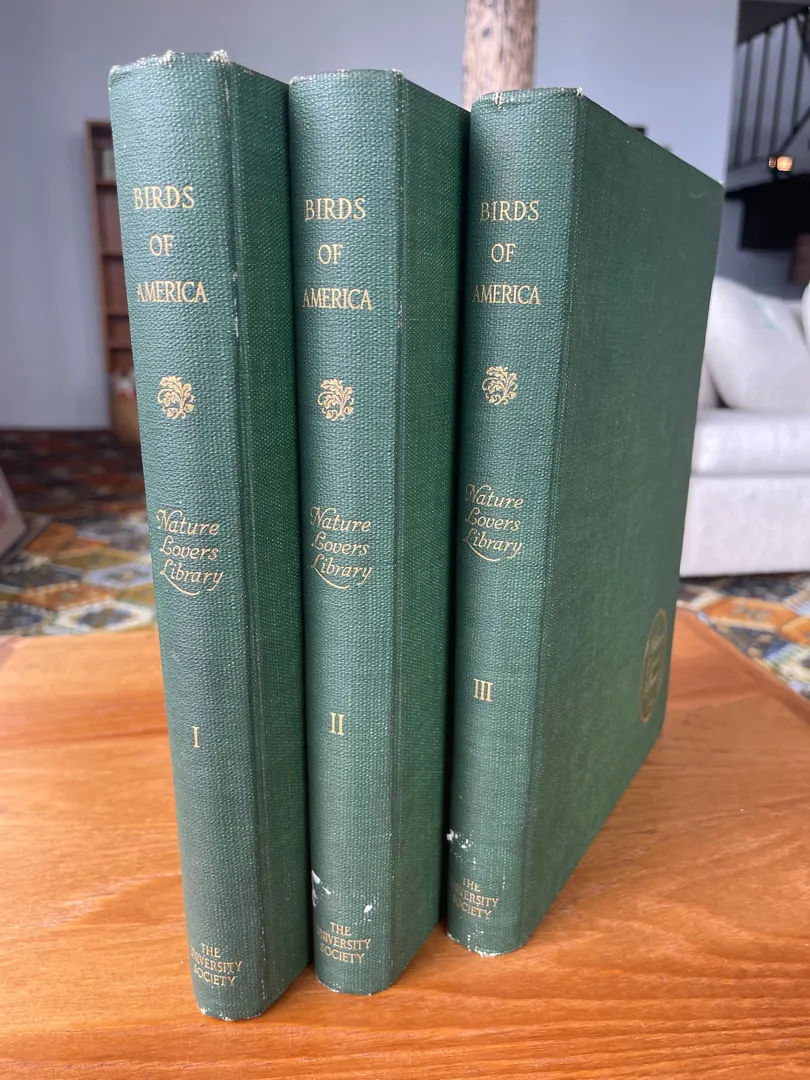 BIRDS
OF
AMERICA
Nature
Lovers
Library
I
THE
UNIVERSITY
SOCIETY
BIRDS
OF
AMERICA
Nature
Lovers
Library
II
THE
UNIVERSITY
SOCIETY
BIRDS
OF
AMERICA
Nature
Lovers
Library
III
THE
UNIVERSITY
SOCIETY